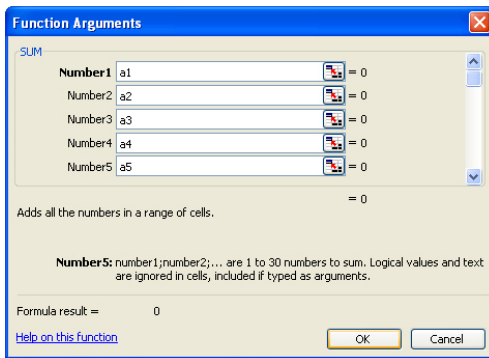 Function Arguments
SUM
Number1 a1 = 0
Number2 a2 = 0
Number3 a3 = 0
Number4 a4 = 0
Number5 a5 = 0
= 0
Adds all the numbers in a range of cells.
Number5: number1;number2;... are 1 to 30 numbers to sum. Logical values and text
are ignored in cells, included if typed as arguments.
Formula result = 0
Help on this function OK Cancel